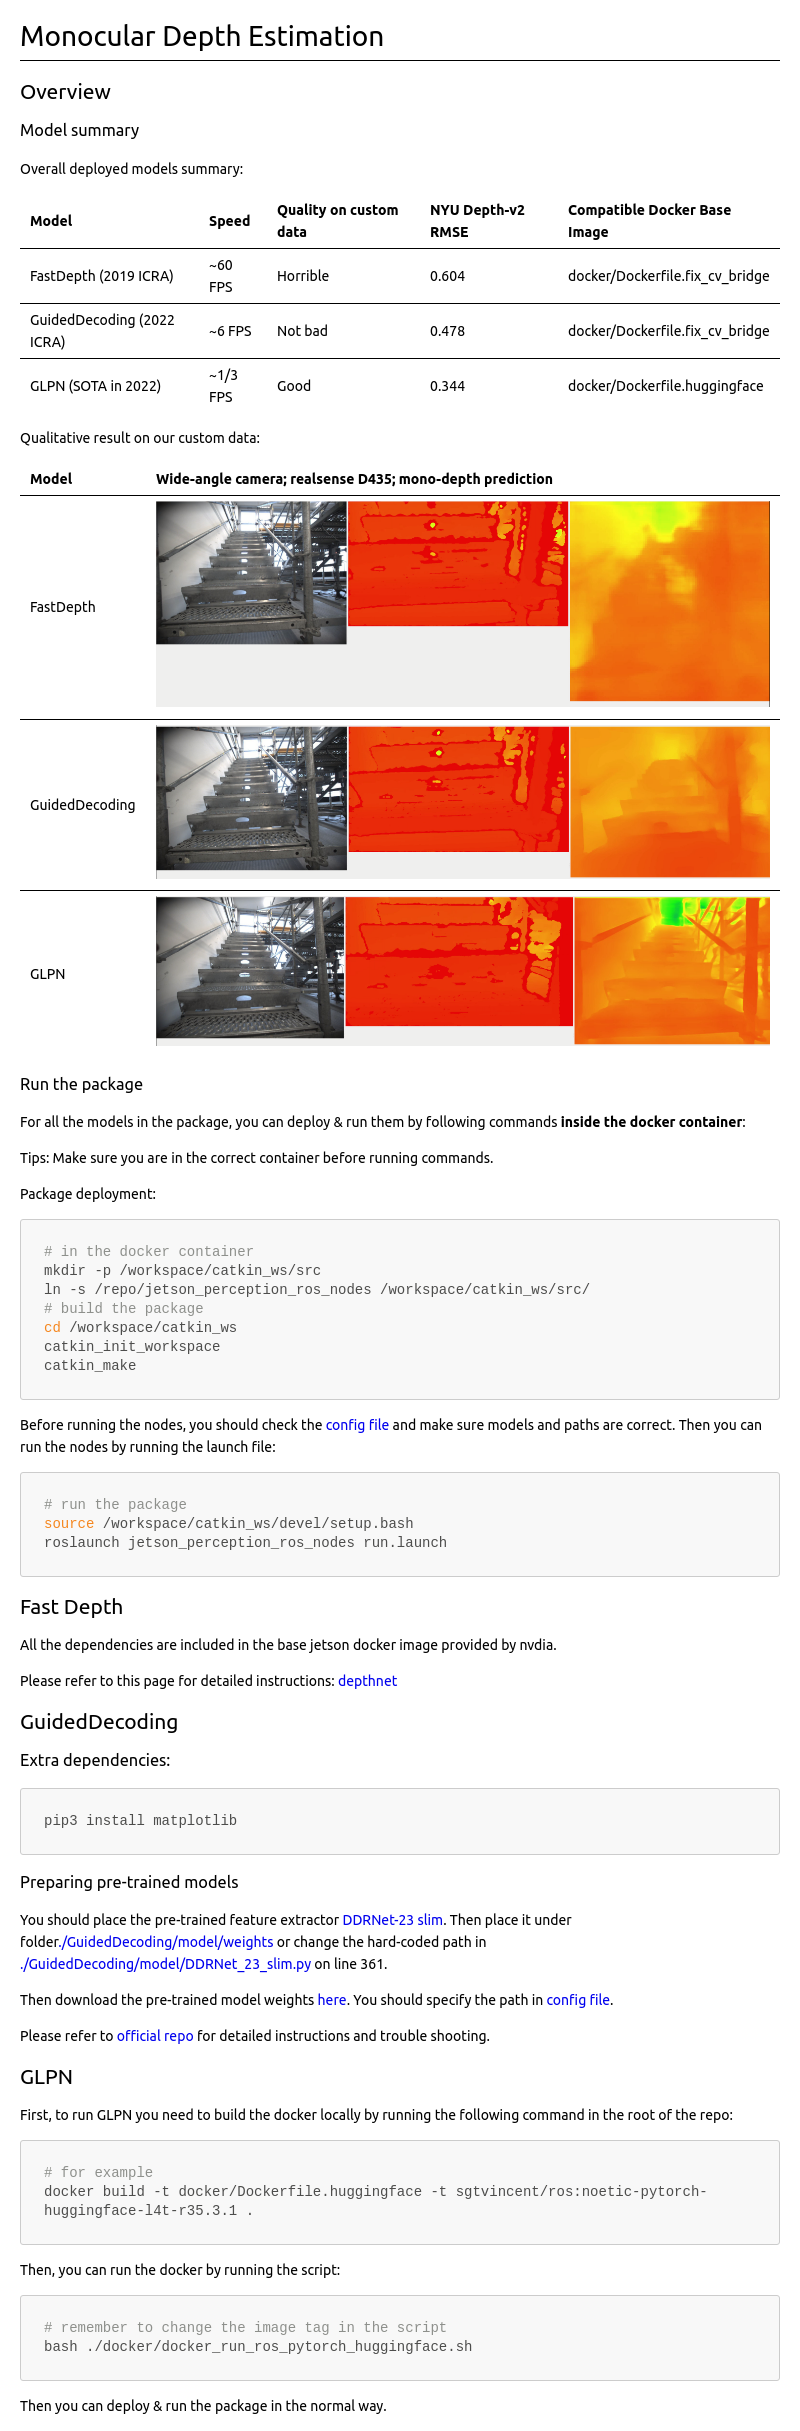 Monocular Depth Estimation
Overview
Model summary
Overall deployed models summary:
Model Speed Quality on custom data NYU Depth-v2 RMSE Compatible Docker Base Image
FastDepth (2019 ICRA) ~60 FPS Horrible 0.604 docker/Dockerfile.fix_cv_bridge
GuidedDecoding (2022 ICRA) ~6 FPS Not bad 0.478 docker/Dockerfile.fix_cv_bridge
GLPN (SOTA in 2022) ~1/3 FPS Good 0.344 docker/Dockerfile.huggingface
Qualitative result on our custom data:
Model Wide-angle camera; realsense D435; mono-depth prediction
FastDepth
GuidedDecoding
GLPN
Run the package
For all the models in the package, you can deploy & run them by following commands inside the docker container:
Tips: Make sure you are in the correct container before running commands.
Package deployment:
# in the docker container
mkdir -p /workspace/catkin_ws/src
ln -s /repo/jetson_perception_ros_nodes /workspace/catkin_ws/src/
# build the package
cd /workspace/catkin_ws
catkin_init_workspace
catkin_make
Before running the nodes, you should check the config file and make sure models and paths are correct. Then you can
run the nodes by running the launch file:
# run the package
source /workspace/catkin_ws/devel/setup.bash
roslaunch jetson_perception_ros_nodes run.launch
Fast Depth
All the dependencies are included in the base jetson docker image provided by nvdia.
Please refer to this page for detailed instructions: depthnet
GuidedDecoding
Extra dependencies:
pip3 install matplotlib
Preparing pre-trained models
You should place the pre-trained feature extractor DDRNet-23 slim. Then place it under
folder./GuidedDecoding/model/weights or change the hard-coded path in
./GuidedDecoding/model/DDRNet_23_slim.py on line 361.
Then download the pre-trained model weights here. You should specify the path in config file.
Please refer to official repo for detailed instructions and trouble shooting.
GLPN
First, to run GLPN you need to build the docker locally by running the following command in the root of the repo:
# for example
docker build -t docker/Dockerfile.huggingface -t sgtvincent/ros:noetic-pytorch-
huggingface-l4t-r35.3.1 .
Then, you can run the docker by running the script:
# remember to change the image tag in the script
bash ./docker/docker_run_ros_pytorch_huggingface.sh
Then you can deploy & run the package in the normal way.